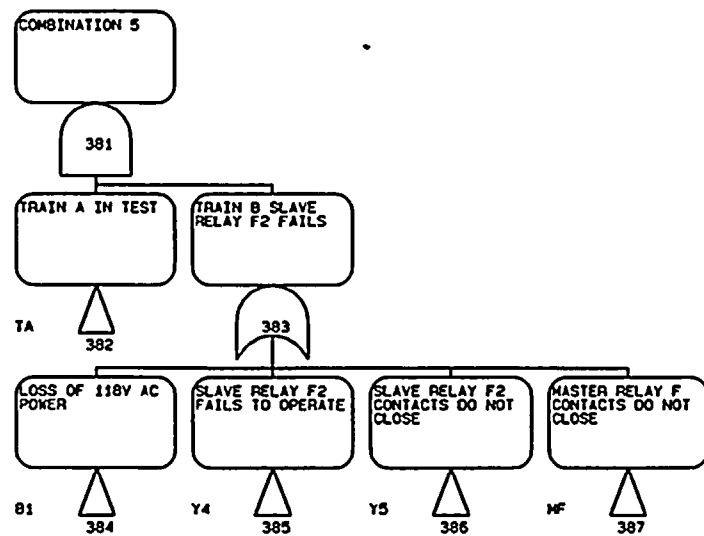 COMBINATION 5
381
TRAIN A IN TEST
TRAIN B SLAVE
RELAY F2 FAILS
TA
382
383
LOSS OF 118V AC
POWER
SLAVE RELAY F2
FAILS TO OPERATE
SLAVE RELAY F2
CONTACTS DO NOT
CLOSE
MASTER RELAY F
CONTACTS DO NOT
CLOSE
B1
384
Y4
385
Y5
386
MF
387